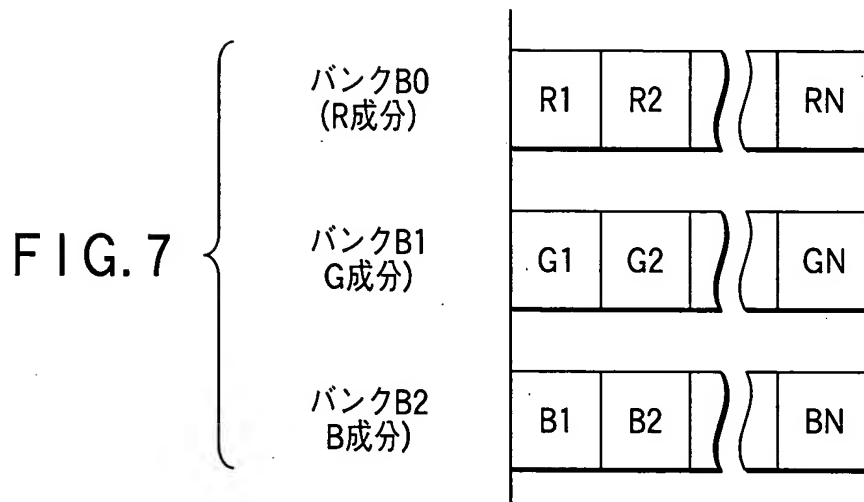 FIG.7
バンクB0
(R成分)
R1 R2 RN
バンクB1
G成分)
G1 G2 GN
バンクB2
B成分)
B1 B2 BN